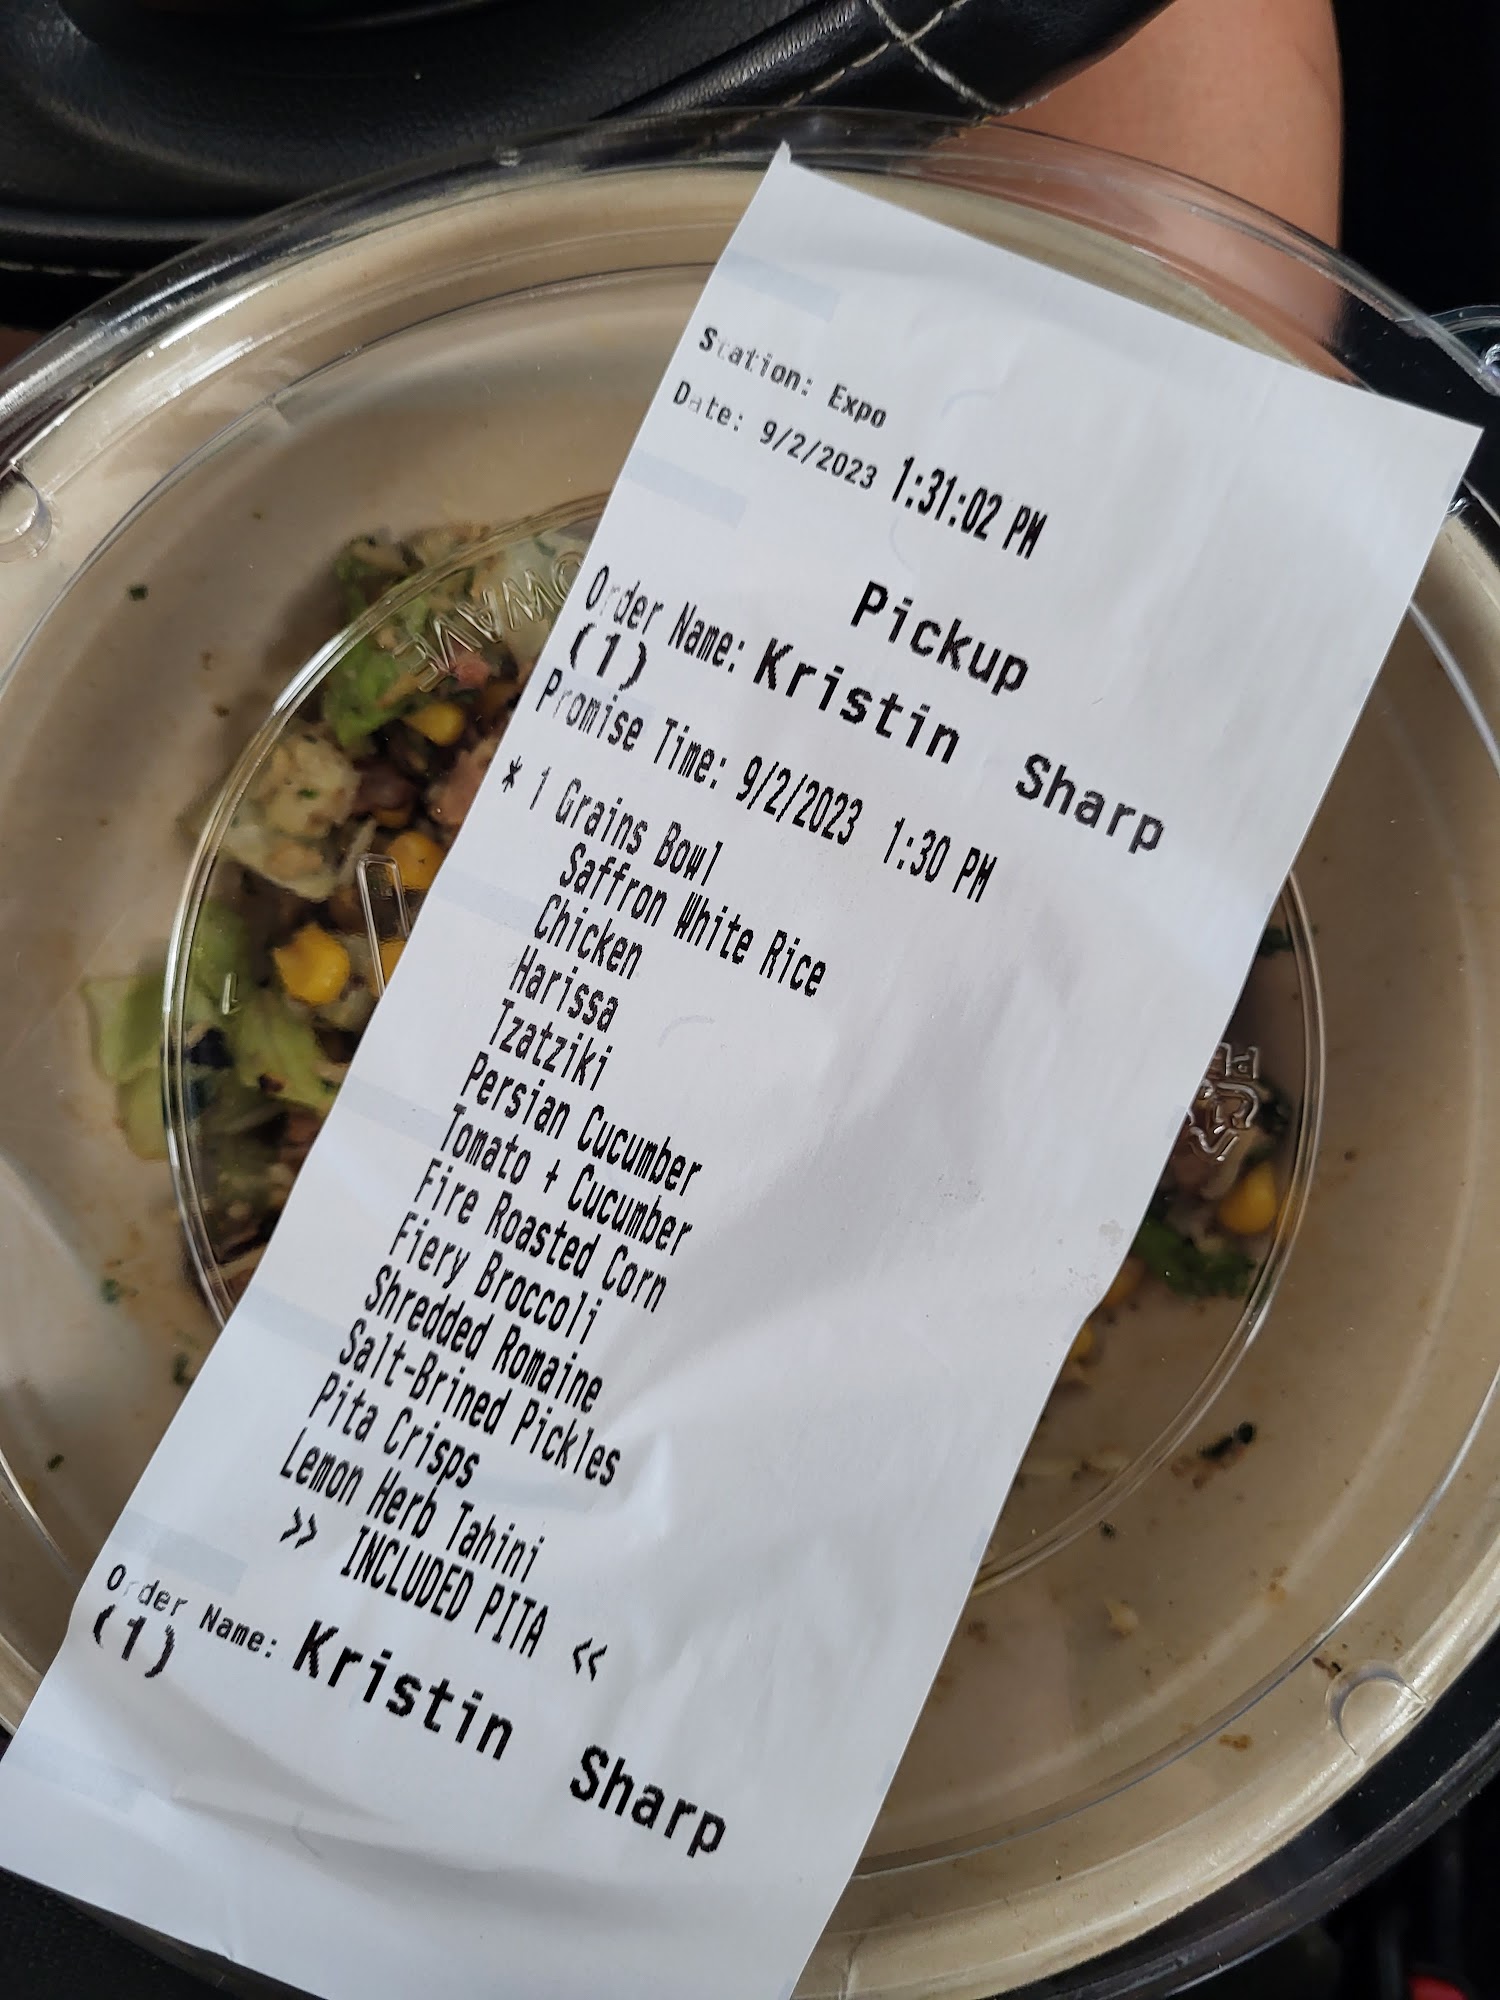 Station: Expo
Date: 9/2/2023 1:31:02 PM
Pickup
Order Name: Kristin Sharp
(1)
Promise Time: 9/2/2023 1:30 PM
* 1 Grains Bowl
Saffron White Rice
Chicken
Harissa
Tzatziki
Persian Cucumber
Tomato + Cucumber
Fire Roasted Corn
Fiery Broccoli
Shredded Romaine
Salt-Brined Pickles
Pita Crisps
Lemon Herb Tahini
>> INCLUDED PITA <<
Order Name: Kristin Sharp
(1)